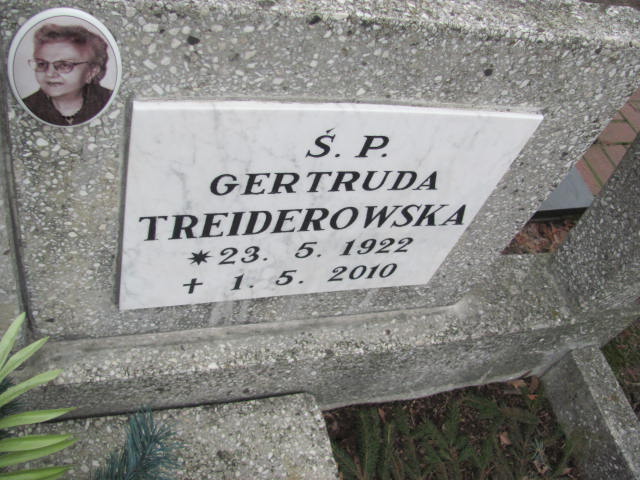 Ś. P.
GERTRUDA
TREIDEROWSKA
* 23. 5. 1922
+ 1. 5. 2010